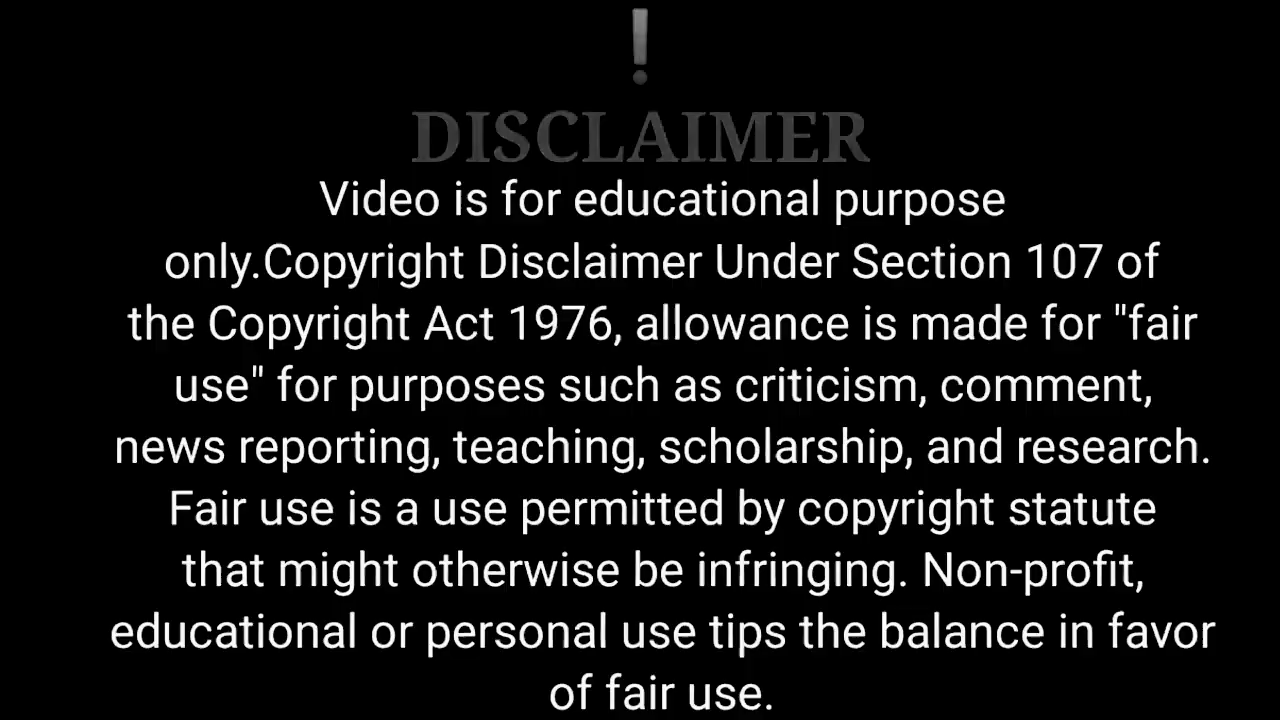 ❗
DISCLAIMER
Video is for educational purpose
only.Copyright Disclaimer Under Section 107 of
the Copyright Act 1976, allowance is made for "fair
use" for purposes such as criticism, comment,
news reporting, teaching, scholarship, and research.
Fair use is a use permitted by copyright statute
that might otherwise be infringing. Non-profit,
educational or personal use tips the balance in favor
of fair use.